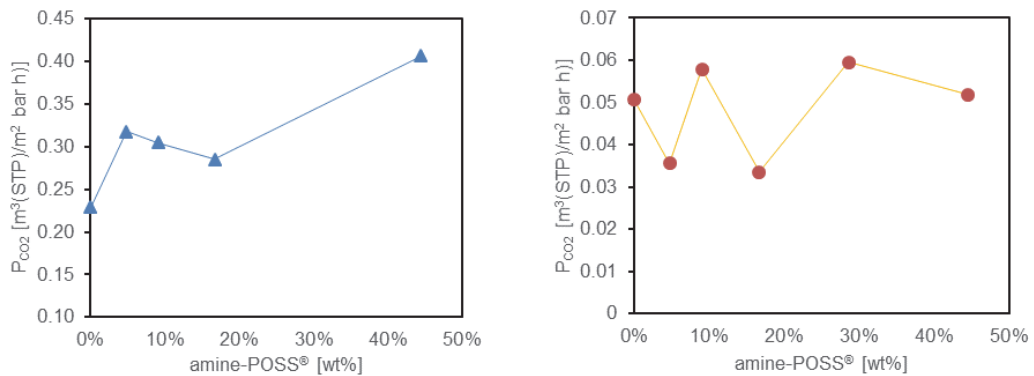 0.45
0.40
0.35
0.30
0.25
0.20
0.15
0.10
P_CO2 [m³(STP)/m² bar h)]
0% 10% 20% 30% 40% 50%
amine-POSS® [wt%]
0.07
0.06
0.05
0.04
0.03
0.02
0.01
0
P_CO2 [m³(STP)/m² bar h)]
0% 10% 20% 30% 40% 50%
amine-POSS® [wt%]